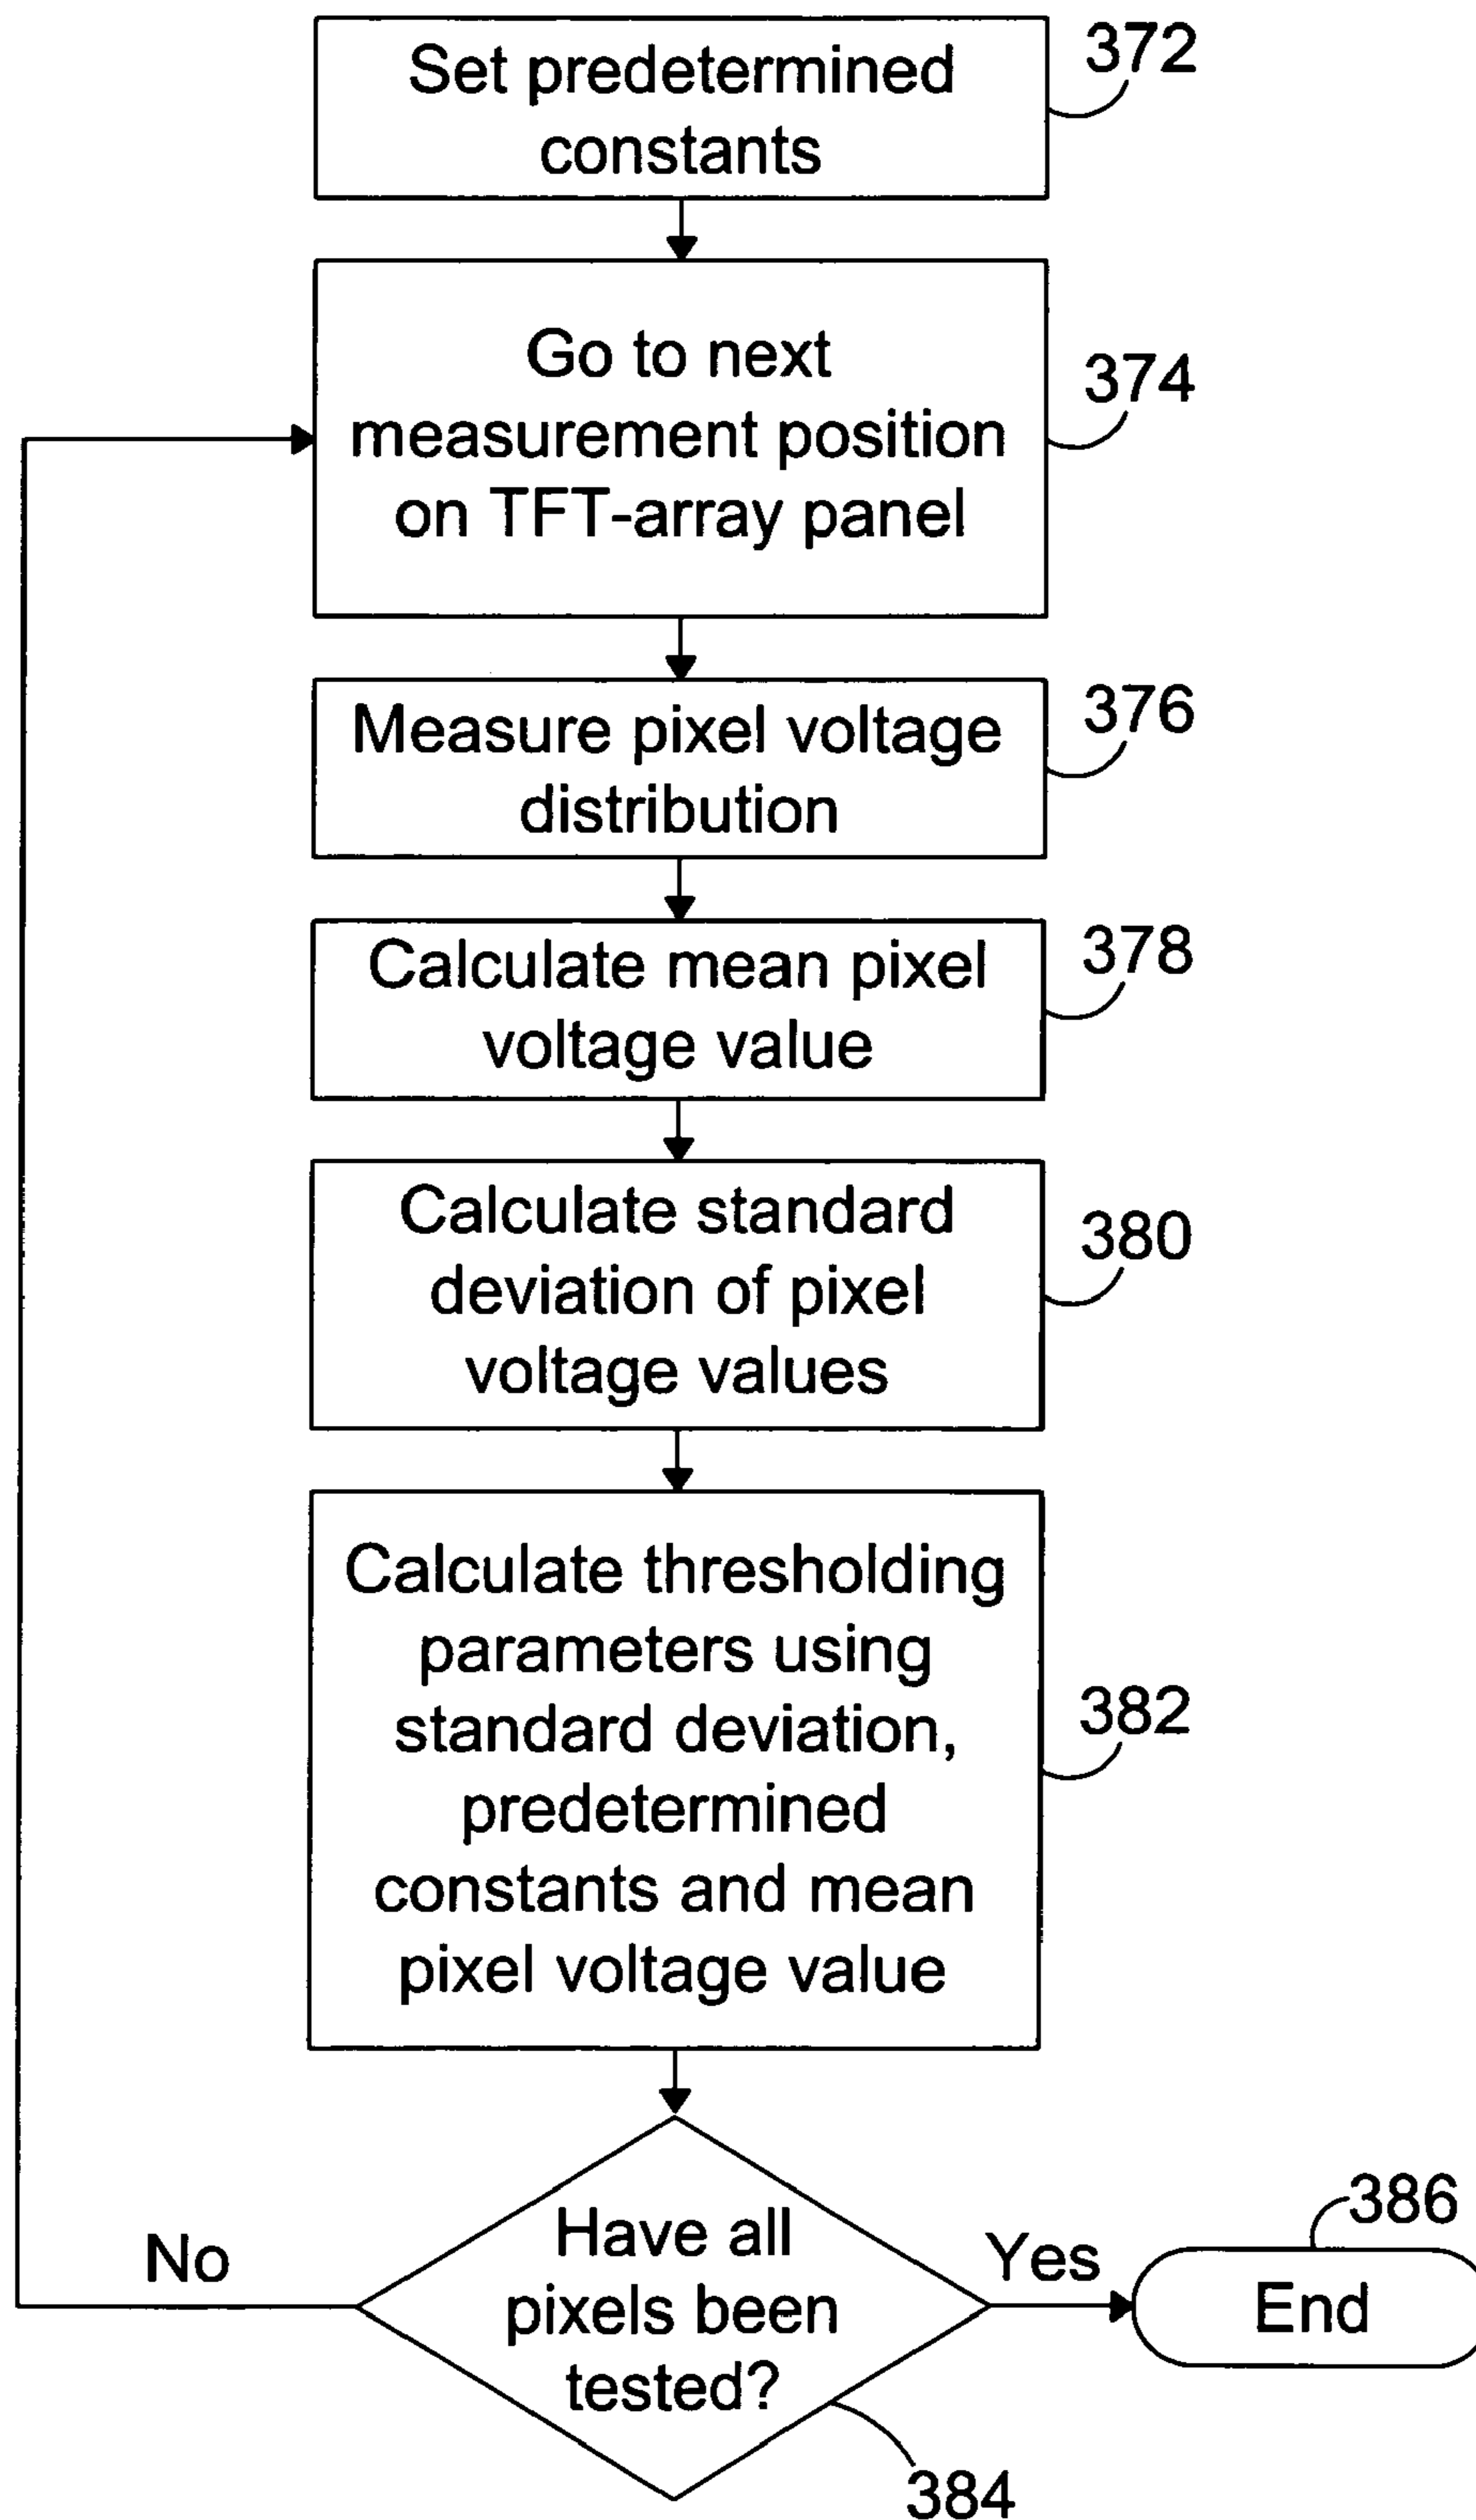 Set predetermined
constants
372
Go to next
measurement position
on TFT-array panel
374
Measure pixel voltage
distribution
376
Calculate mean pixel
voltage value
378
Calculate standard
deviation of pixel
voltage values
380
Calculate thresholding
parameters using
standard deviation,
predetermined
constants and mean
pixel voltage value
382
Have all
pixels been
tested?
384
No
Yes
End
386